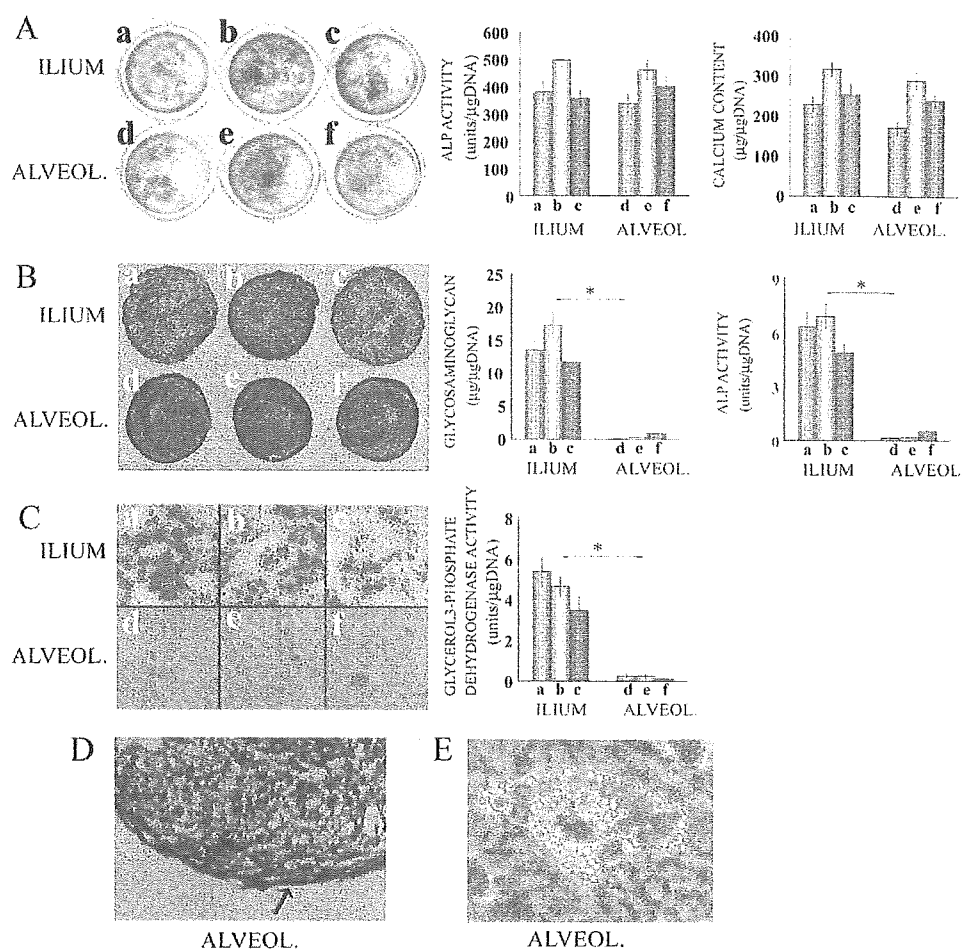 A
a b c
ILIUM
d e f
ALVEOL.
ALP ACTIVITY
(units/µgDNA)
600
500
400
300
200
100
0
a b c d e f
ILIUM ALVEOL
CALCIUM CONTENT
(µg/µgDNA)
400
300
200
100
0
a b c d e f
ILIUM ALVEOL.
B
a b c
ILIUM
d e f
ALVEOL.
GLYCOSAMINOGLYCAN
(µg/µgDNA)
25
20
15
10
5
0
*
a b c d e f
ILIUM ALVEOL.
ALP ACTIVITY
(units/µgDNA)
9
6
3
0
*
a b c d e f
ILIUM ALVEOL.
C
a b c
ILIUM
d e f
ALVEOL.
GLYCEROL3-PHOSPHATE
DEHYDROGENASE ACTIVITY
(units/µgDNA)
8
6
4
2
0
*
a b c d e f
ILIUM ALVEOL.
D
ALVEOL.
E
ALVEOL.